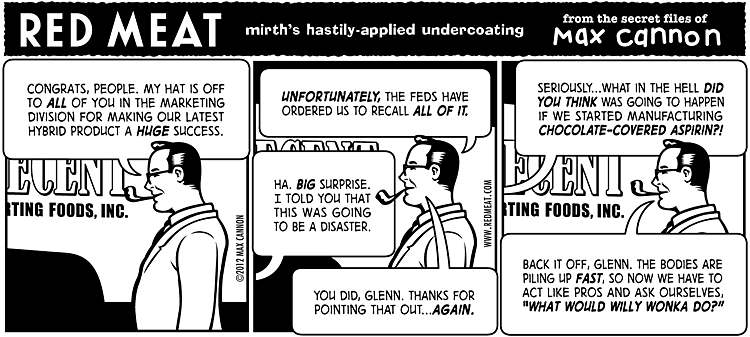 RED MEAT
mirth's hastily-applied undercoating
from the secret files of
Max cannon
CONGRATS, PEOPLE. MY HAT IS OFF
TO ALL OF YOU IN THE MARKETING
DIVISION FOR MAKING OUR LATEST
HYBRID PRODUCT A HUGE SUCCESS.
ECENT
RTING FOODS, INC.
©2012 MAX CANNON
UNFORTUNATELY, THE FEDS HAVE
ORDERED US TO RECALL ALL OF IT.
HA. BIG SURPRISE.
I TOLD YOU THAT
THIS WAS GOING
TO BE A DISASTER.
WWW.REDMEAT.COM
YOU DID, GLENN. THANKS FOR
POINTING THAT OUT...AGAIN.
SERIOUSLY...WHAT IN THE HELL DID
YOU THINK WAS GOING TO HAPPEN
IF WE STARTED MANUFACTURING
CHOCOLATE-COVERED ASPIRIN?!
ENT
RTING FOODS, INC.
BACK IT OFF, GLENN. THE BODIES ARE
PILING UP FAST, SO NOW WE HAVE TO
ACT LIKE PROS AND ASK OURSELVES,
"WHAT WOULD WILLY WONKA DO?"